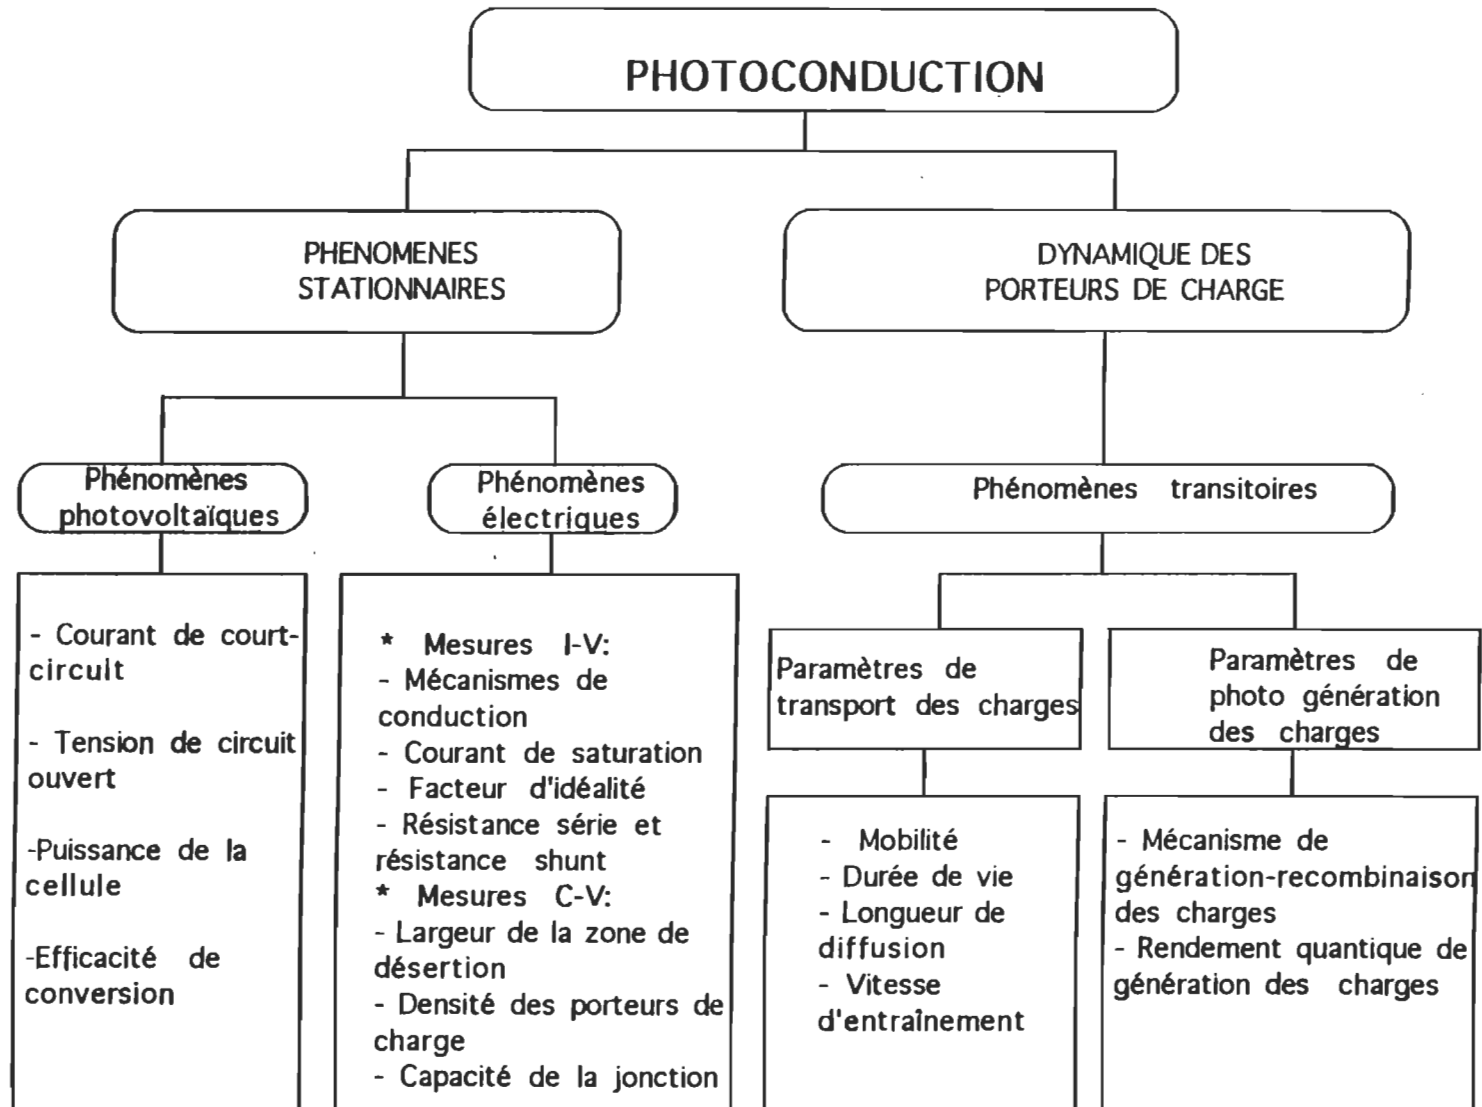 PHOTOCONDUCTION
PHENOMENES
STATIONNAIRES
DYNAMIQUE DES
PORTEURS DE CHARGE
Phénomènes
photovoltaïques
Phénomènes
électriques
Phénomènes transitoires
- Courant de court-
circuit
- Tension de circuit
ouvert
-Puissance de la
cellule
-Efficacité de
conversion
* Mesures I-V:
- Mécanismes de
conduction
- Courant de saturation
- Facteur d'idéalité
- Résistance série et
résistance shunt
* Mesures C-V:
- Largeur de la zone de
désertion
- Densité des porteurs de
charge
- Capacité de la jonction
Paramètres de
transport des charges
Paramètres de
photo génération
des charges
- Mobilité
- Durée de vie
- Longueur de
diffusion
- Vitesse
d'entraînement
- Mécanisme de
génération-recombinaison
des charges
- Rendement quantique de
génération des charges